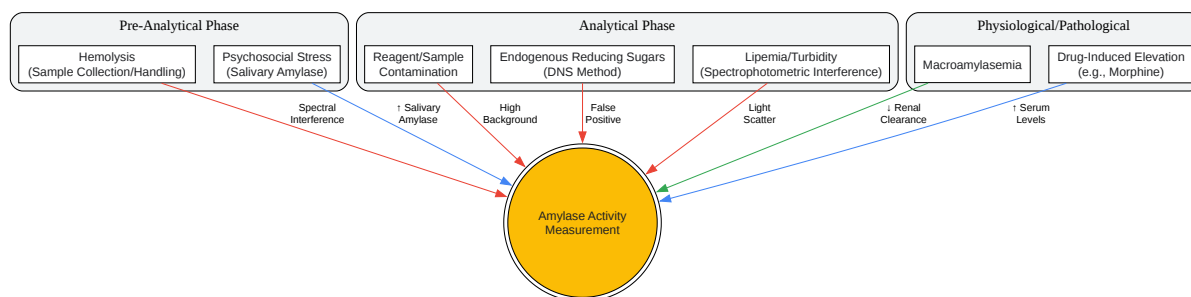 Pre-Analytical Phase
Hemolysis
(Sample Collection/Handling)
Psychosocial Stress
(Salivary Amylase)
Analytical Phase
Reagent/Sample
Contamination
Endogenous Reducing Sugars
(DNS Method)
Lipemia/Turbidity
(Spectrophotometric Interference)
Physiological/Pathological
Macroamylasemia
Drug-Induced Elevation
(e.g., Morphine)
Spectral
Interference
↑ Salivary
Amylase
High
Background
False
Positive
Light
Scatter
↓ Renal
Clearance
↑ Serum
Levels
Amylase Activity
Measurement